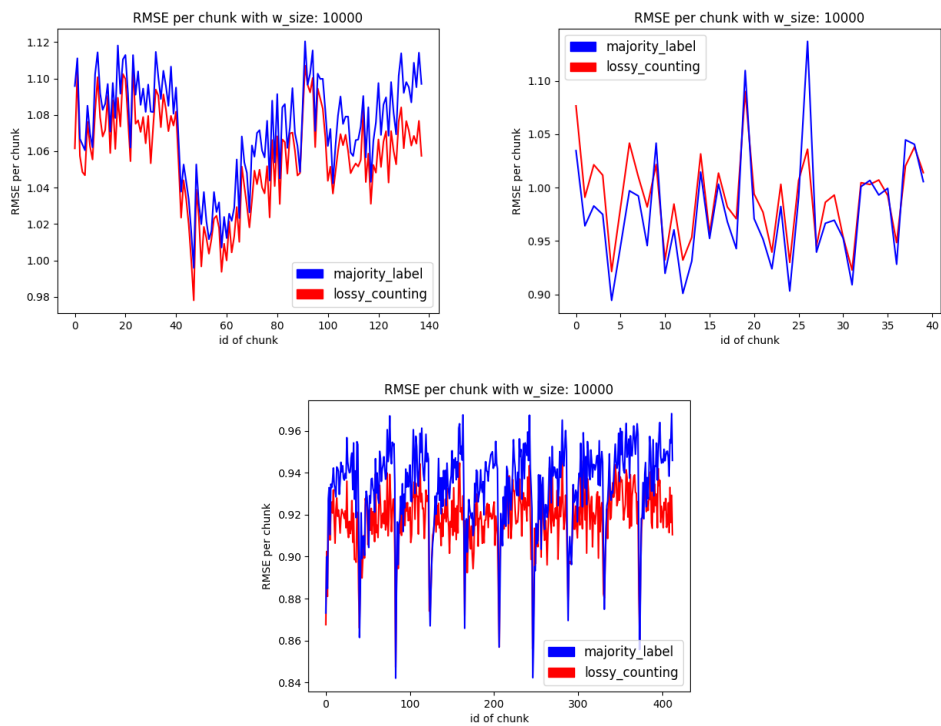 RMSE per chunk with w_size: 10000
1.12
1.10
1.08
1.06
1.04
1.02
1.00
0.98
RMSE per chunk
majority_label
lossy_counting
0 20 40 60 80 100 120 140
id of chunk
RMSE per chunk with w_size: 10000
majority_label
lossy_counting
1.10
1.05
1.00
0.95
0.90
RMSE per chunk
0 5 10 15 20 25 30 35 40
id of chunk
RMSE per chunk with w_size: 10000
0.96
0.94
0.92
0.90
0.88
0.86
0.84
RMSE per chunk
majority_label
lossy_counting
0 100 200 300 400
id of chunk